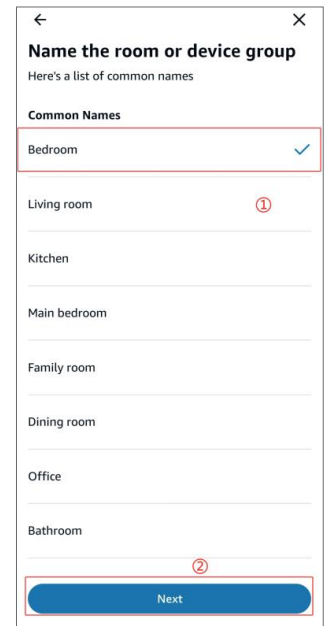 Name the room or device group
Here's a list of common names
Common Names
Bedroom
Living room
①
Kitchen
Main bedroom
Family room
Dining room
Office
Bathroom
②
Next